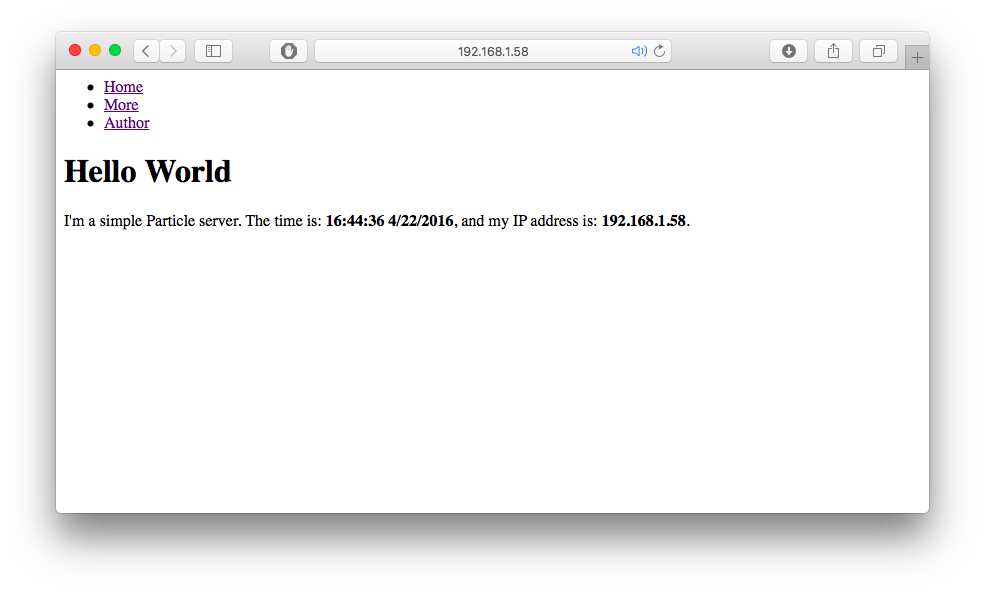 192.168.1.58
Home
More
Author
Hello World
I'm a simple Particle server. The time is: 16:44:36 4/22/2016, and my IP address is: 192.168.1.58.